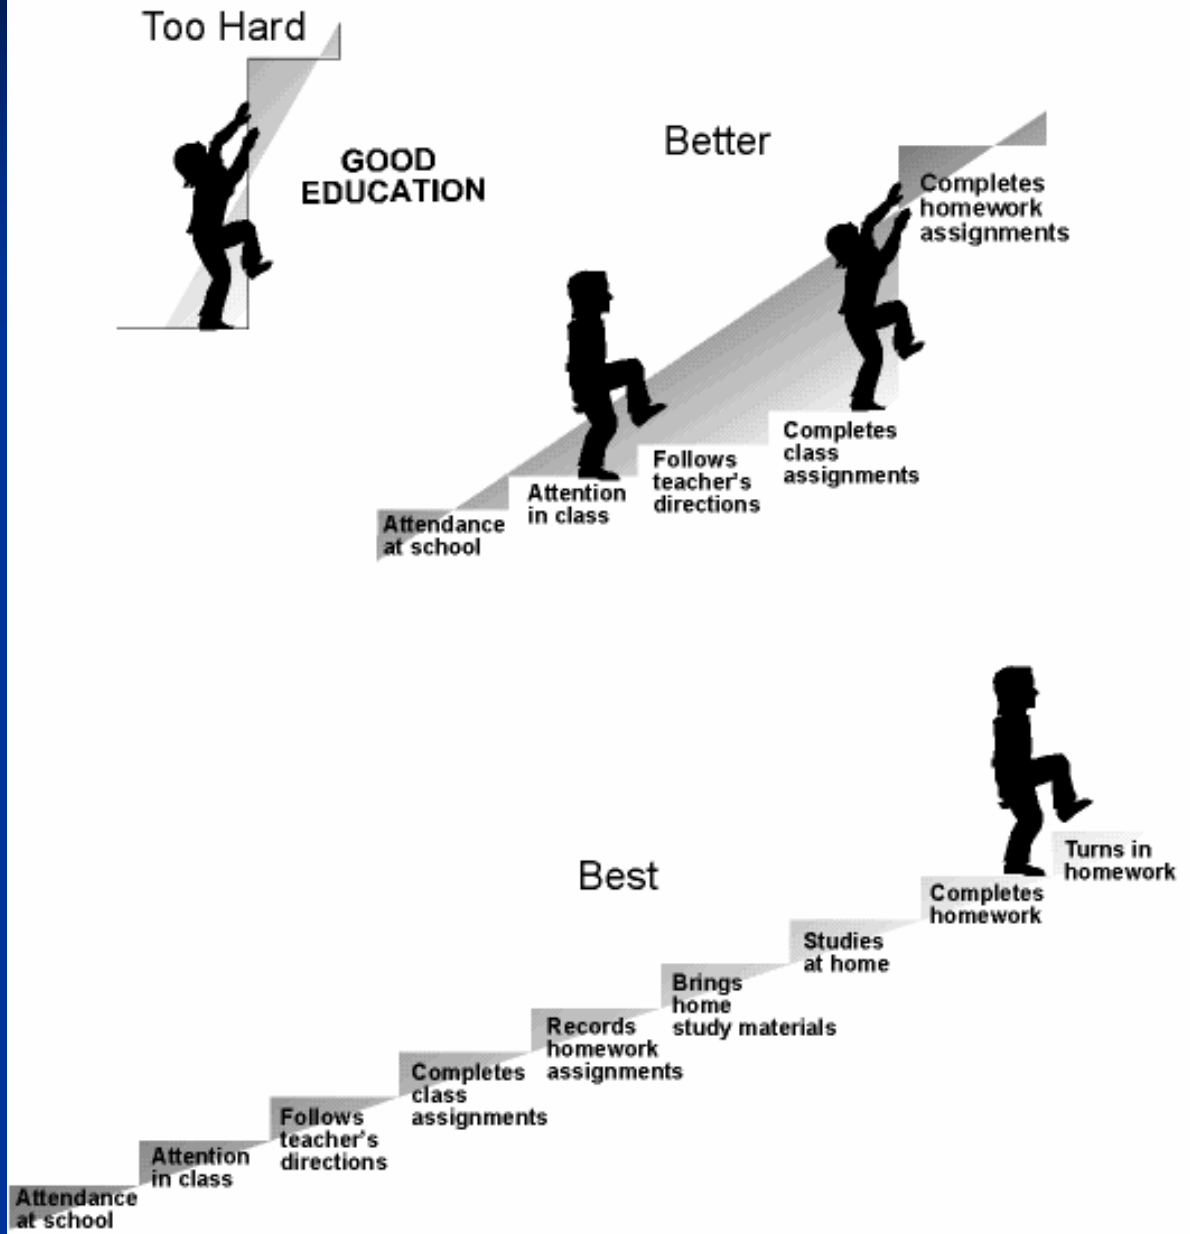 Too Hard
GOOD
EDUCATION
Better
Completes
homework
assignments
Completes
class
assignments
Follows
teacher's
directions
Attention
in class
Attendance
at school
Best
Turns in
homework
Completes
homework
Studies
at home
Brings
home
study materials
Records
homework
assignments
Completes
class
assignments
Follows
teacher's
directions
Attention
in class
Attendance
at school